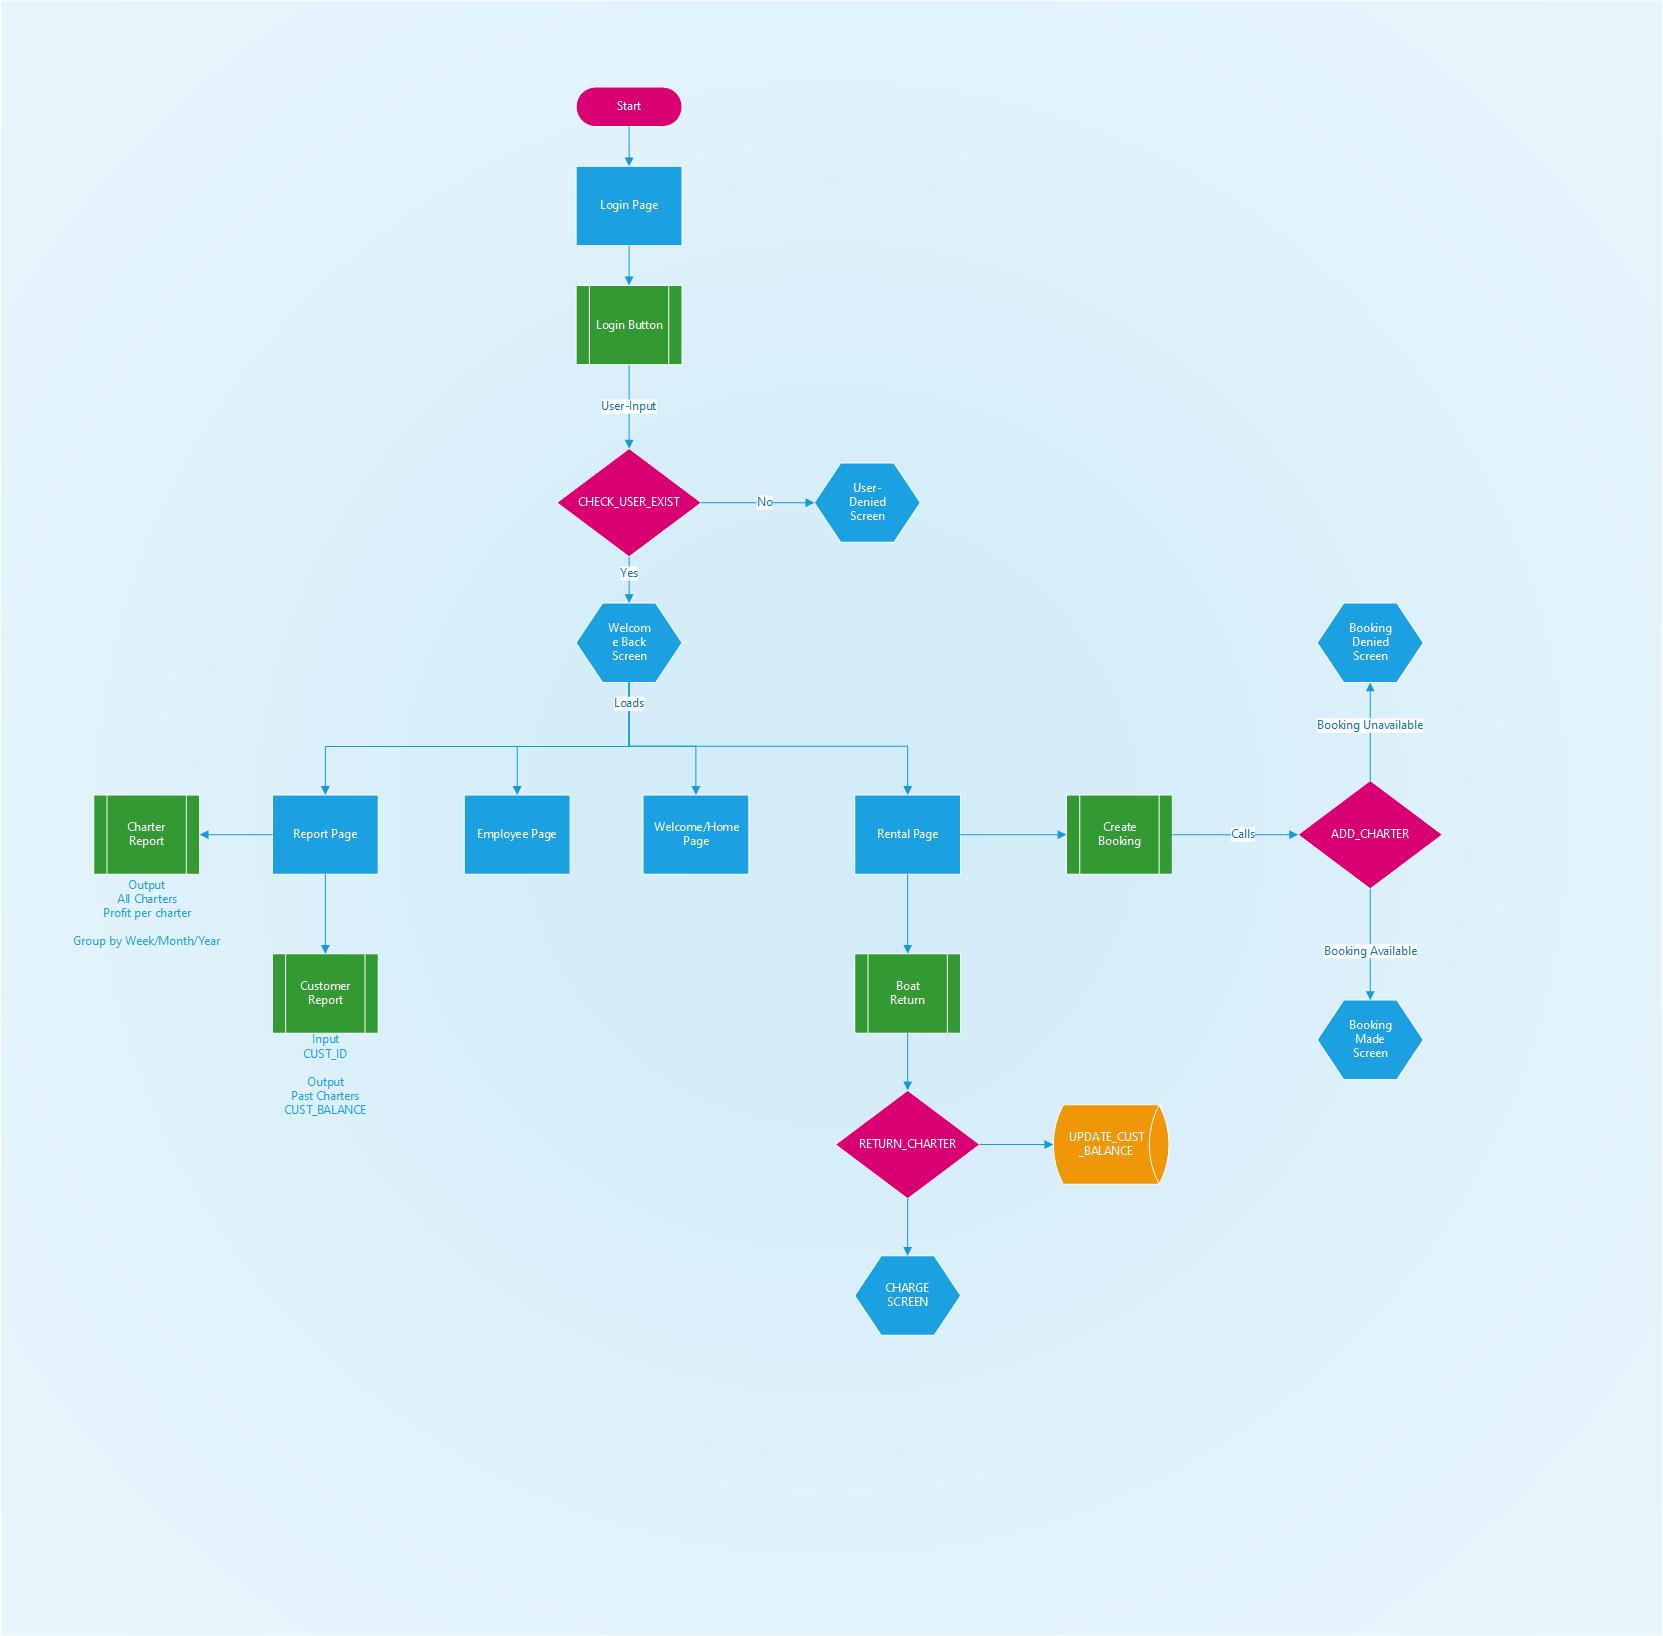 Start
Login Page
Login Button
User-Input
CHECK_USER_EXIST
No
User-
Denied
Screen
Yes
Welcom
e Back
Screen
Loads
Booking
Denied
Screen
Booking Unavailable
Charter
Report
Report Page
Employee Page
Welcome/Home
Page
Rental Page
Create
Booking
Calls
ADD_CHARTER
Output
All Charters
Profit per charter
Group by Week/Month/Year
Booking Available
Customer
Report
Boat
Return
Booking
Made
Screen
Input
CUST_ID
Output
Past Charters
CUST_BALANCE
RETURN_CHARTER
UPDATE_CUST
_BALANCE
CHARGE
SCREEN